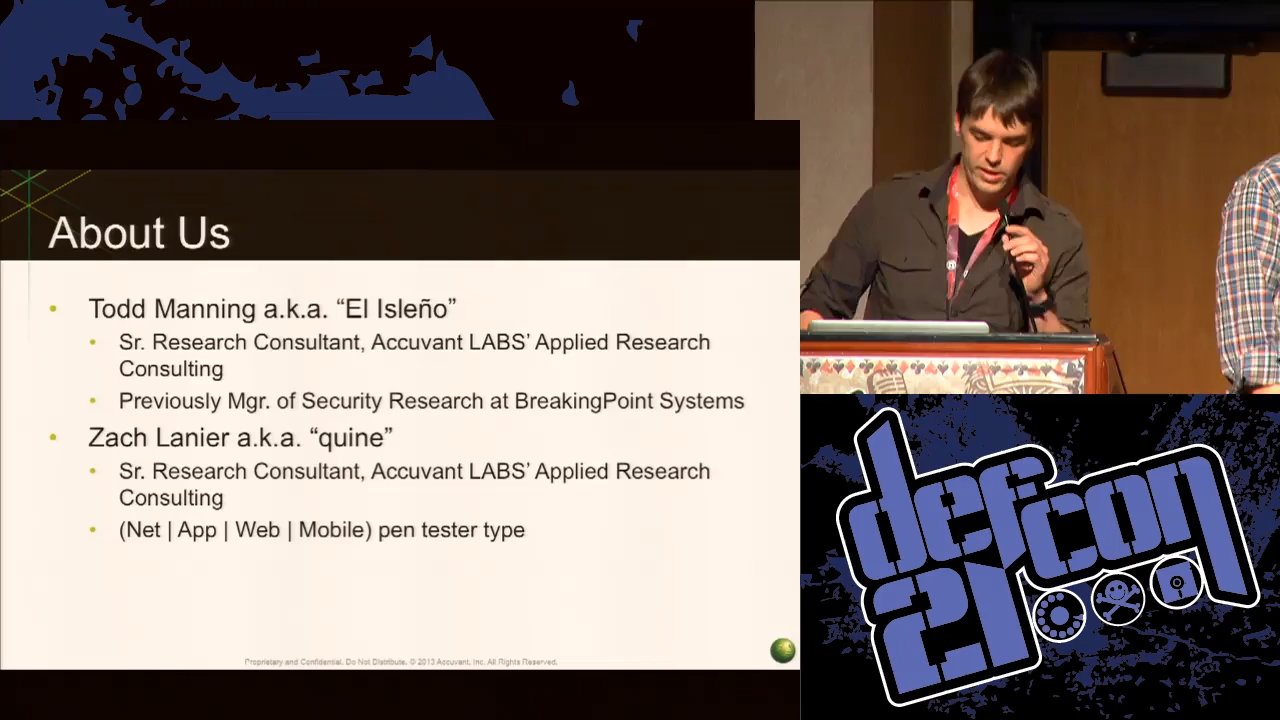 About Us
• Todd Manning a.k.a. “El Isleño”
• Sr. Research Consultant, Accuvant LABS’ Applied Research
Consulting
• Previously Mgr. of Security Research at BreakingPoint Systems
• Zach Lanier a.k.a. “quine”
• Sr. Research Consultant, Accuvant LABS’ Applied Research
Consulting
• (Net | App | Web | Mobile) pen tester type
Proprietary and Confidential. Do Not Distribute. © 2013 Accuvant, Inc. All Rights Reserved.
defcon
21